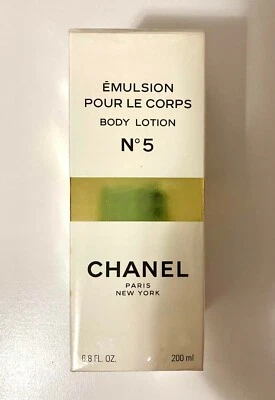 ÉMULSION
POUR LE CORPS
BODY LOTION
N°5
CHANEL
PARIS
NEW YORK
6.8 FL. OZ. 200 ml